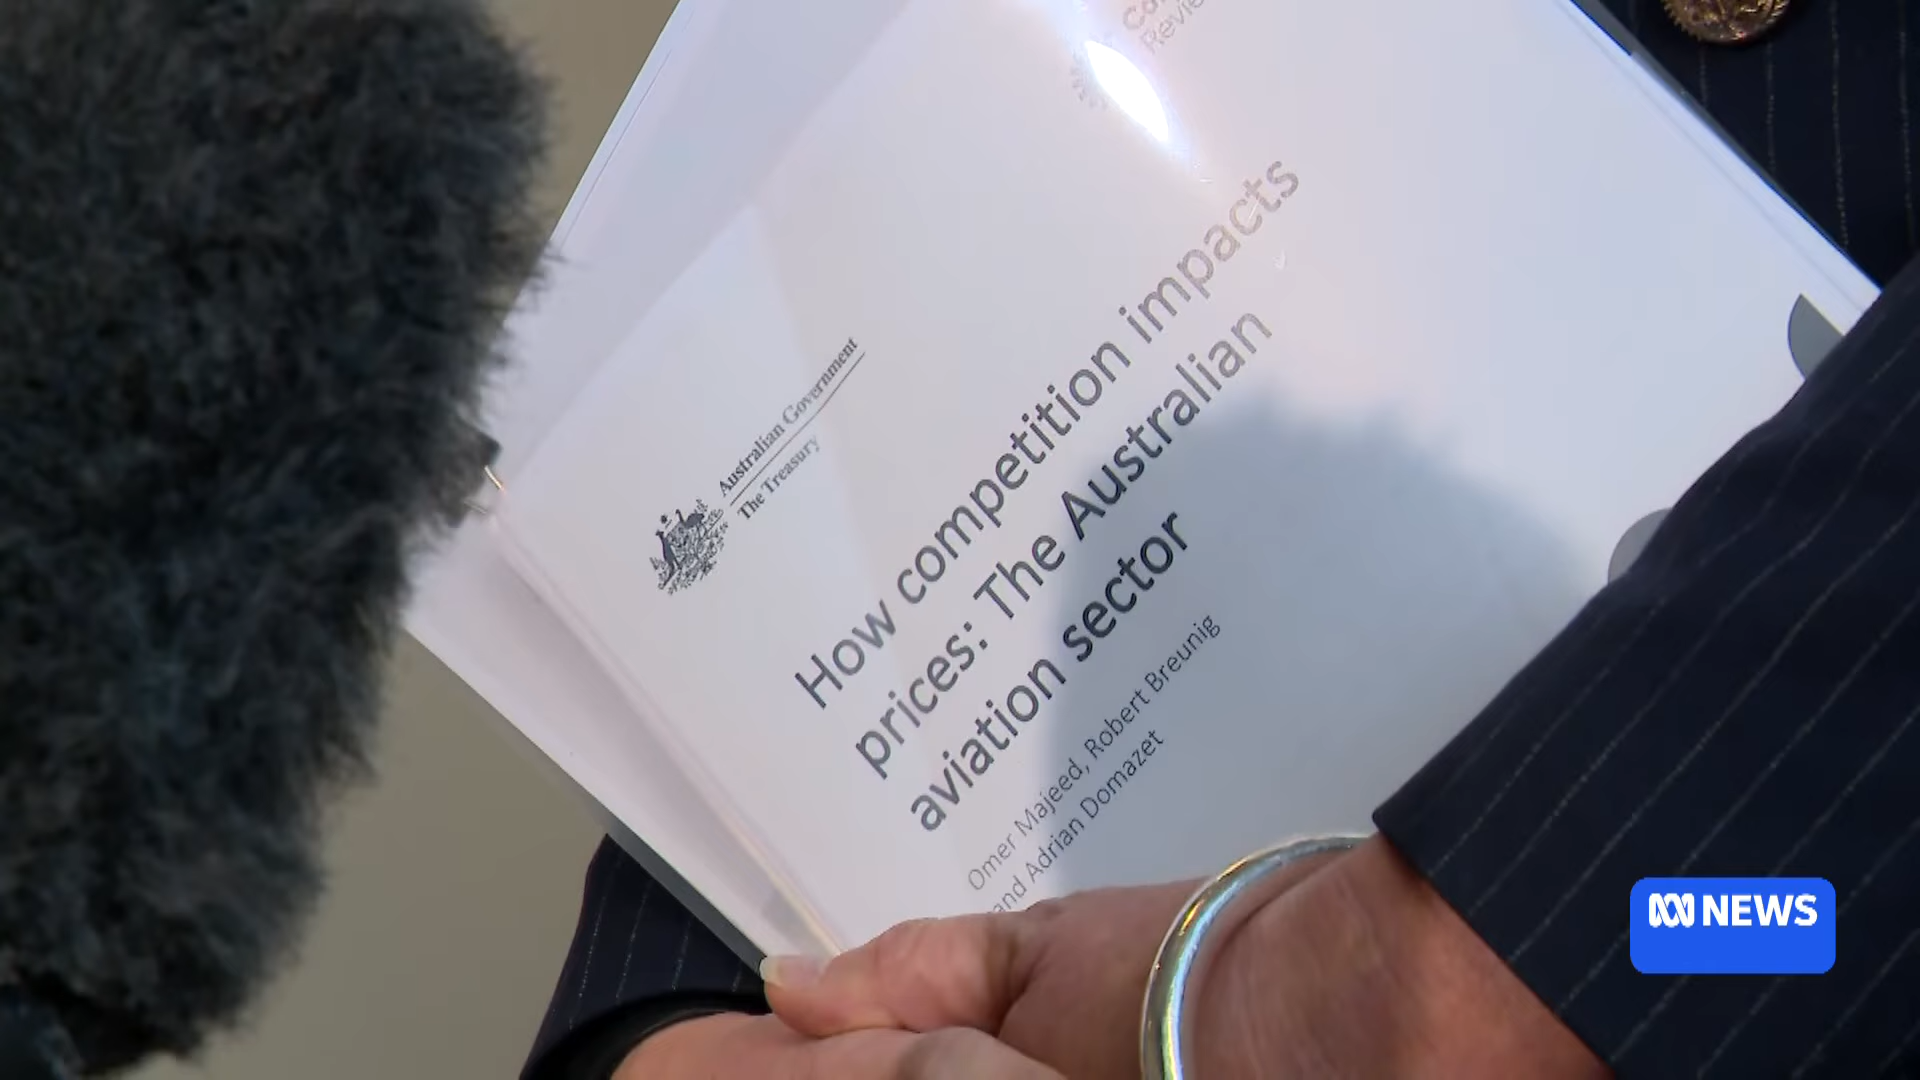 Australian Government
The Treasury
How competition impacts
prices: The Australian
aviation sector
Omer Majeed, Robert Breunig
and Adrian Domazet
NEWS